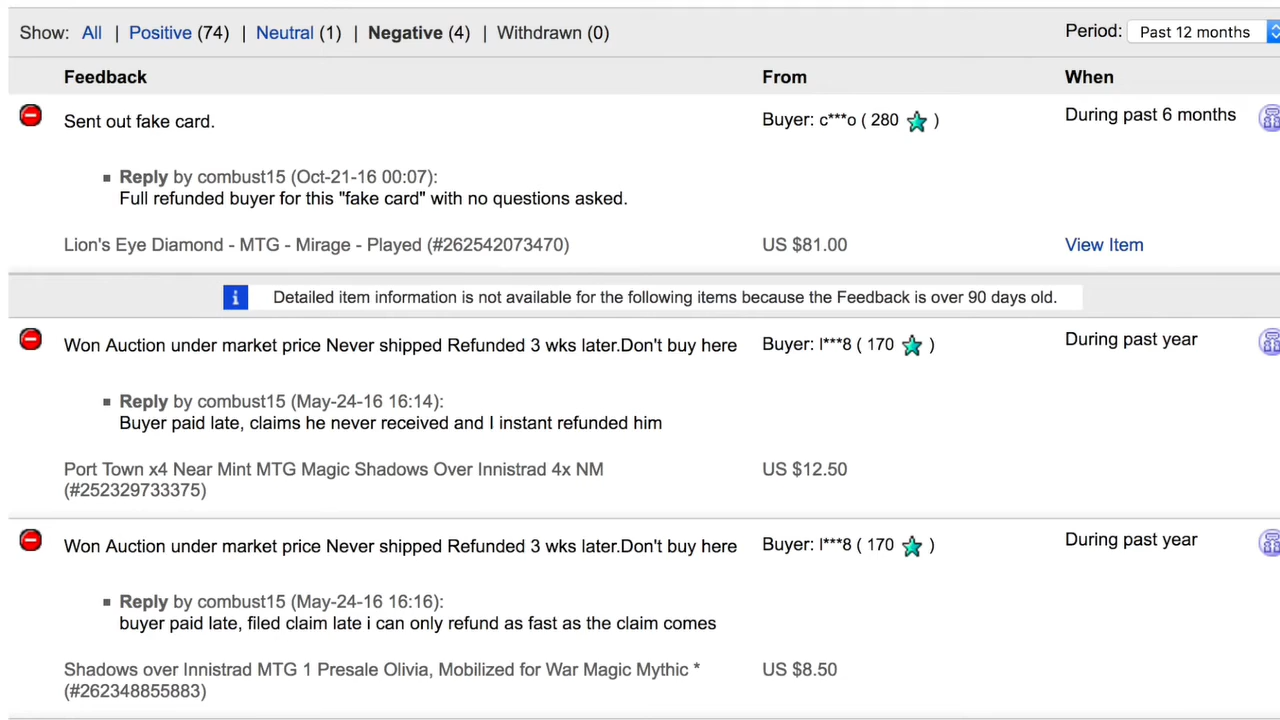 Show: All | Positive (74) | Neutral (1) | Negative (4) | Withdrawn (0) Period: Past 12 months
Feedback From When
Sent out fake card. Buyer: c***o ( 280 ) During past 6 months
Reply by combust15 (Oct-21-16 00:07):
Full refunded buyer for this "fake card" with no questions asked.
Lion's Eye Diamond - MTG - Mirage - Played (#262542073470) US $81.00 View Item
Detailed item information is not available for the following items because the Feedback is over 90 days old.
Won Auction under market price Never shipped Refunded 3 wks later.Don't buy here Buyer: l***8 ( 170 ) During past year
Reply by combust15 (May-24-16 16:14):
Buyer paid late, claims he never received and I instant refunded him
Port Town x4 Near Mint MTG Magic Shadows Over Innistrad 4x NM US $12.50
(#252329733375)
Won Auction under market price Never shipped Refunded 3 wks later.Don't buy here Buyer: l***8 ( 170 ) During past year
Reply by combust15 (May-24-16 16:16):
buyer paid late, filed claim late i can only refund as fast as the claim comes
Shadows over Innistrad MTG 1 Presale Olivia, Mobilized for War Magic Mythic * US $8.50
(#262348855883)